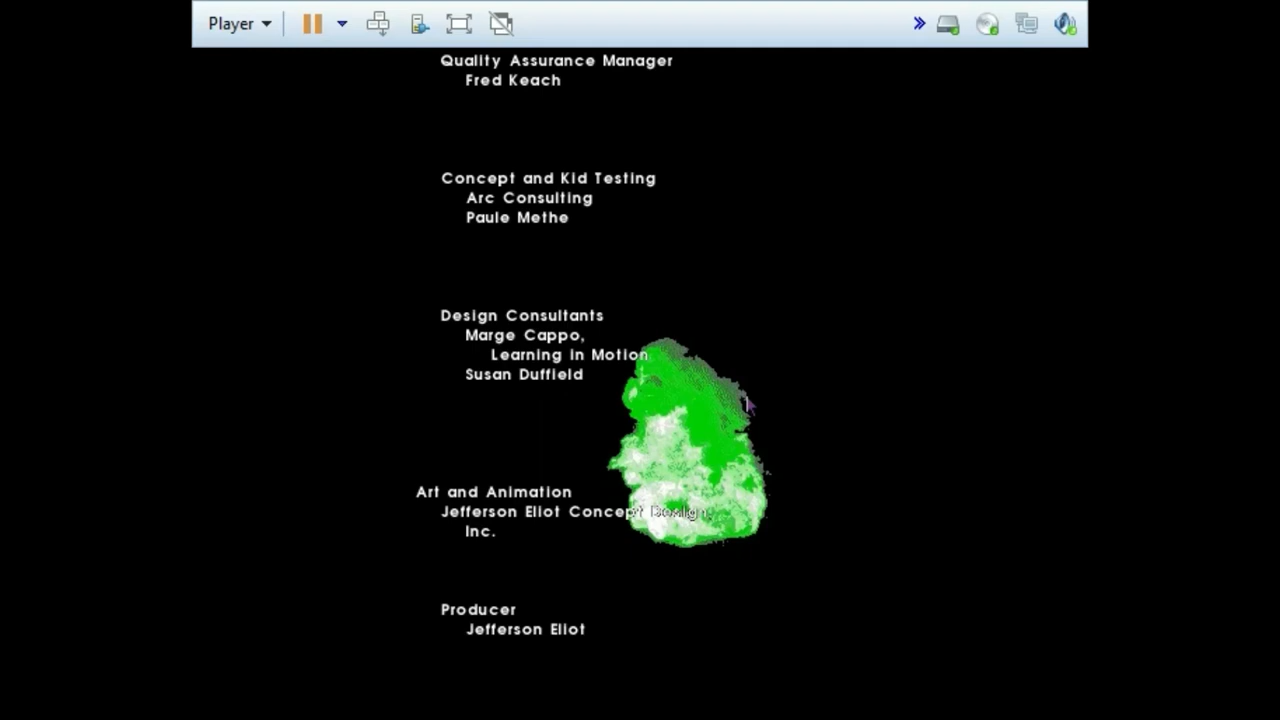 Player
Quality Assurance Manager
Fred Keach
Concept and Kid Testing
Arc Consulting
Paule Methe
Design Consultants
Marge Cappo,
Learning in Motion
Susan Duffield
Art and Animation
Jefferson Eliot Concept Design,
Inc.
Producer
Jefferson Eliot